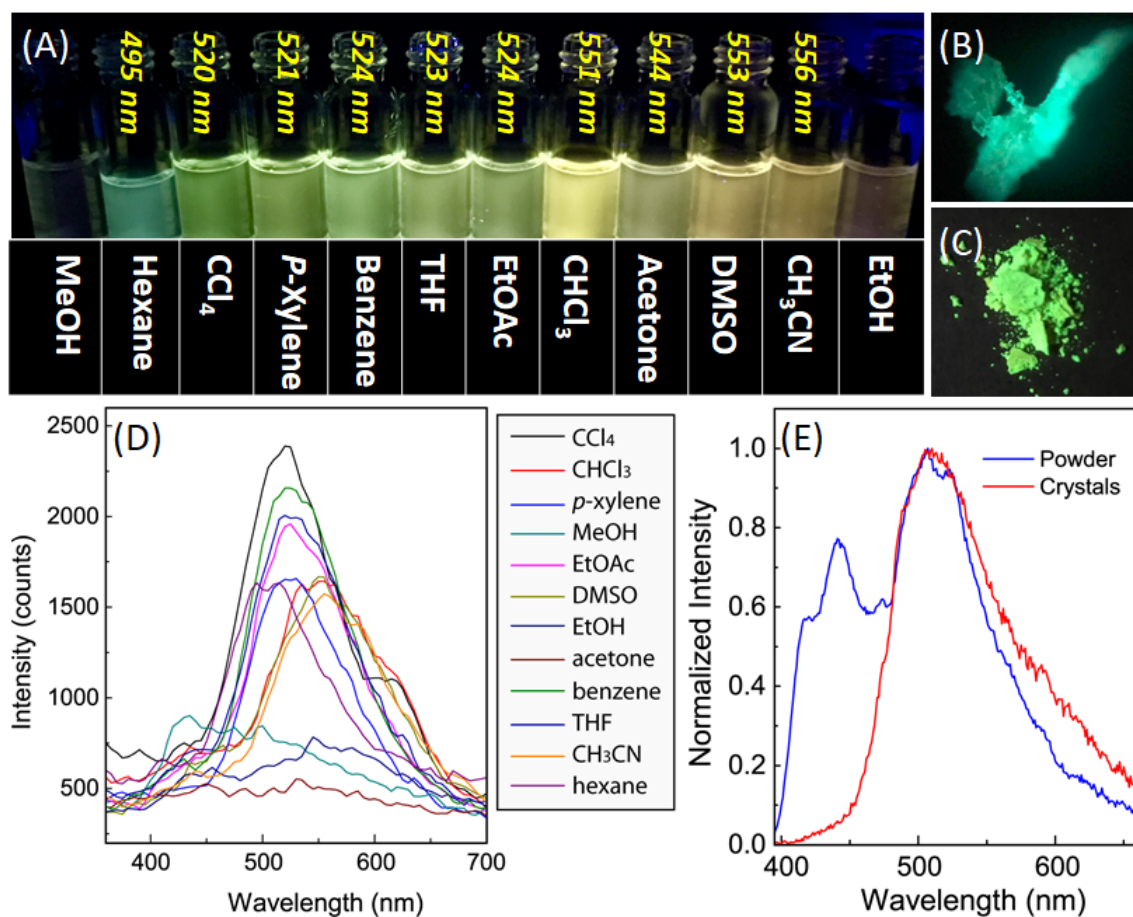 (A)
495 nm
520 nm
521 nm
524 nm
523 nm
524 nm
551 nm
544 nm
553 nm
556 nm
MeOH
Hexane
CCl₄
P-Xylene
Benzene
THF
EtOAc
CHCl₃
Acetone
DMSO
CH₃CN
EtOH
(B)
(C)
(D)
2500
2000
1500
1000
500
Intensity (counts)
400
500
600
700
Wavelength (nm)
CCl₄
CHCl₃
p-xylene
MeOH
EtOAc
DMSO
EtOH
acetone
benzene
THF
CH₃CN
hexane
(E)
Powder
Crystals
1.0
0.8
0.6
0.4
0.2
0.0
Normalized Intensity
400
500
600
Wavelength (nm)